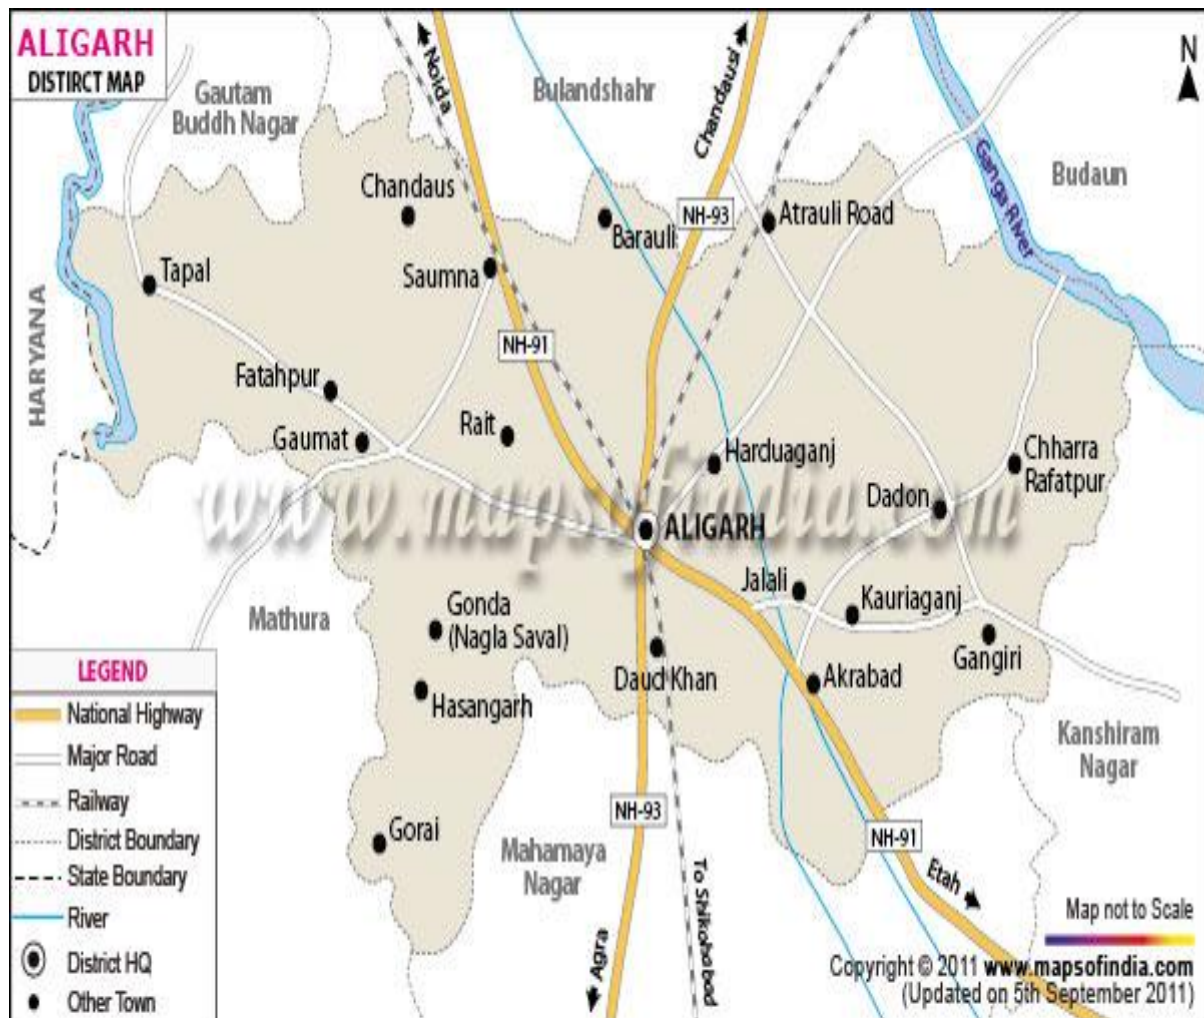 ALIGARH
DISTIRCT MAP
N
Noida
Chandausi
Bulandshahr
Gautam
Buddh Nagar
Ganga River
Budaun
Chandaus
NH-93
Atrauli Road
Barauli
Tapal
Saumna
HARYANA
NH-91
Fatahpur
Rait
Gaumat
Harduaganj
Chharra
Rafatpur
Dadon
www.mapsofindia.com
ALIGARH
Jalali
Kauriaganj
Mathura
Gonda
(Nagla Saval)
Gangiri
Daud Khan
Akrabad
Hasangarh
Kanshiram
Nagar
LEGEND
National Highway
Major Road
Railway
District Boundary
State Boundary
River
District HQ
Other Town
NH-93
Gorai
NH-91
Mahamaya
Nagar
Etah
To Shikohabad
Agra
Map not to Scale
Copyright © 2011 www.mapsofindia.com
(Updated on 5th September 2011)